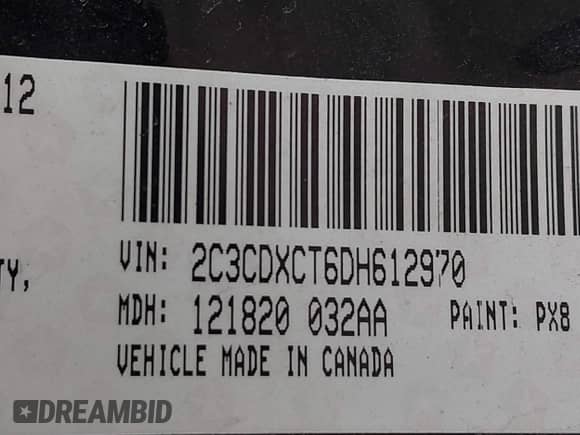 12
VIN: 2C3CDXCT6DH612970
TY,
MDH: 121820 032AA PAINT: PX8
VEHICLE MADE IN CANADA
DREAMBID